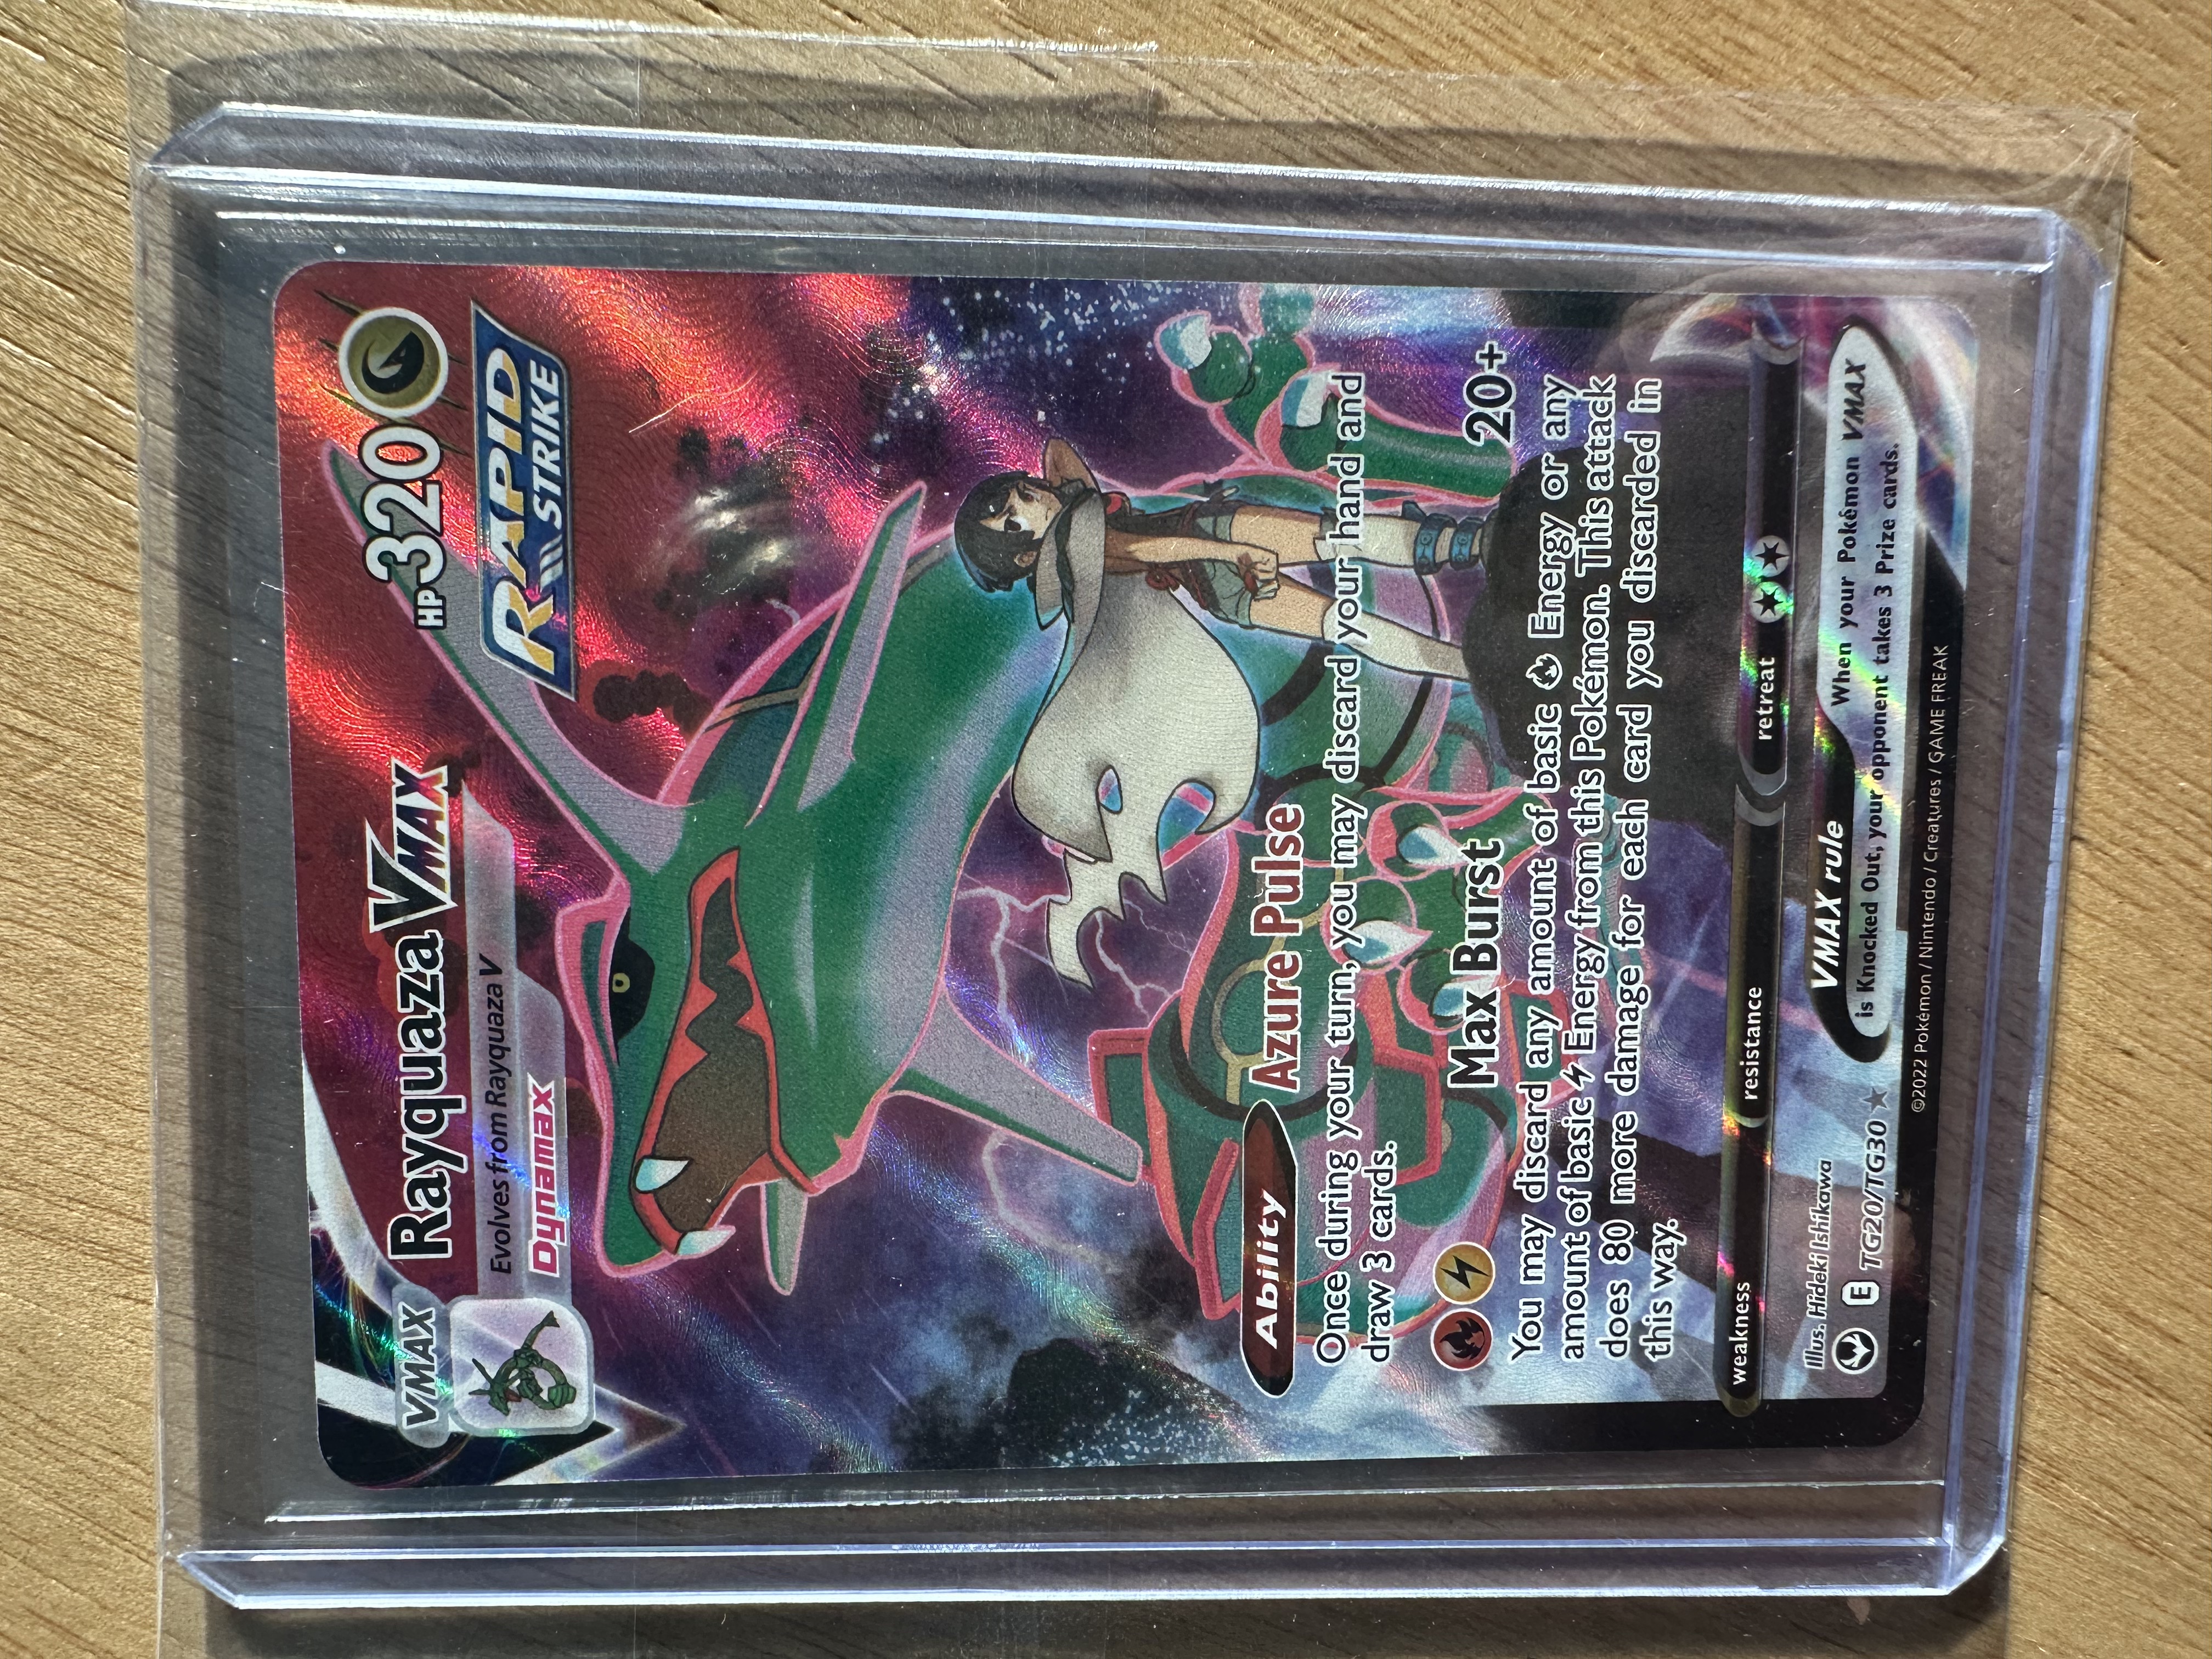 VMAX
Rayquaza VMAX
HP 320
Evolves from Rayquaza V
Dynamax
RAPID
STRIKE
Ability Azure Pulse
Once during your turn, you may discard your hand and
draw 3 cards.
Max Burst 20+
You may discard any amount of basic Energy or any
amount of basic Energy from this Pokémon. This attack
does 80 more damage for each card you discarded in
this way.
weakness resistance retreat
Illus. Hideki Ishikawa
VMAX rule When your Pokémon VMAX
is Knocked Out, your opponent takes 3 Prize cards.
E TG20/TG30
©2022 Pokémon / Nintendo / Creatures / GAME FREAK